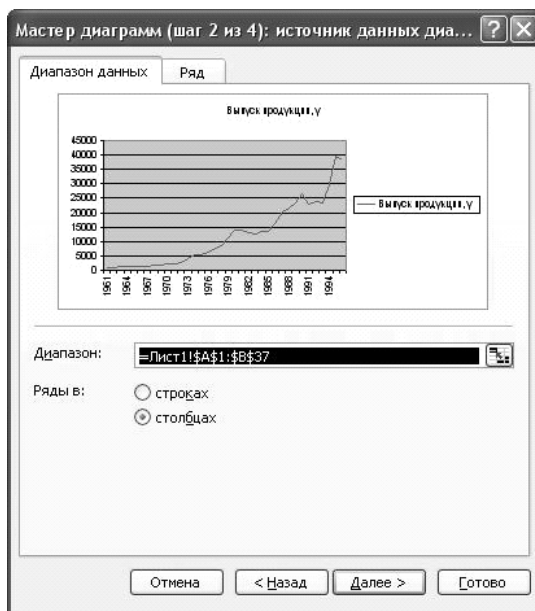 Мастер диаграмм (шаг 2 из 4): источник данных диа...
Диапазон данных
Ряд
Выпуск продукции, у
45000
40000
35000
30000
25000
20000
15000
10000
5000
0
Выпуск продукции, у
1961
1964
1967
1970
1973
1976
1979
1982
1985
1988
1991
1994
Диапазон:
=Лист1!$A$1:$B$37
Ряды в:
строках
столбцах
Отмена
< Назад
Далее >
Готово